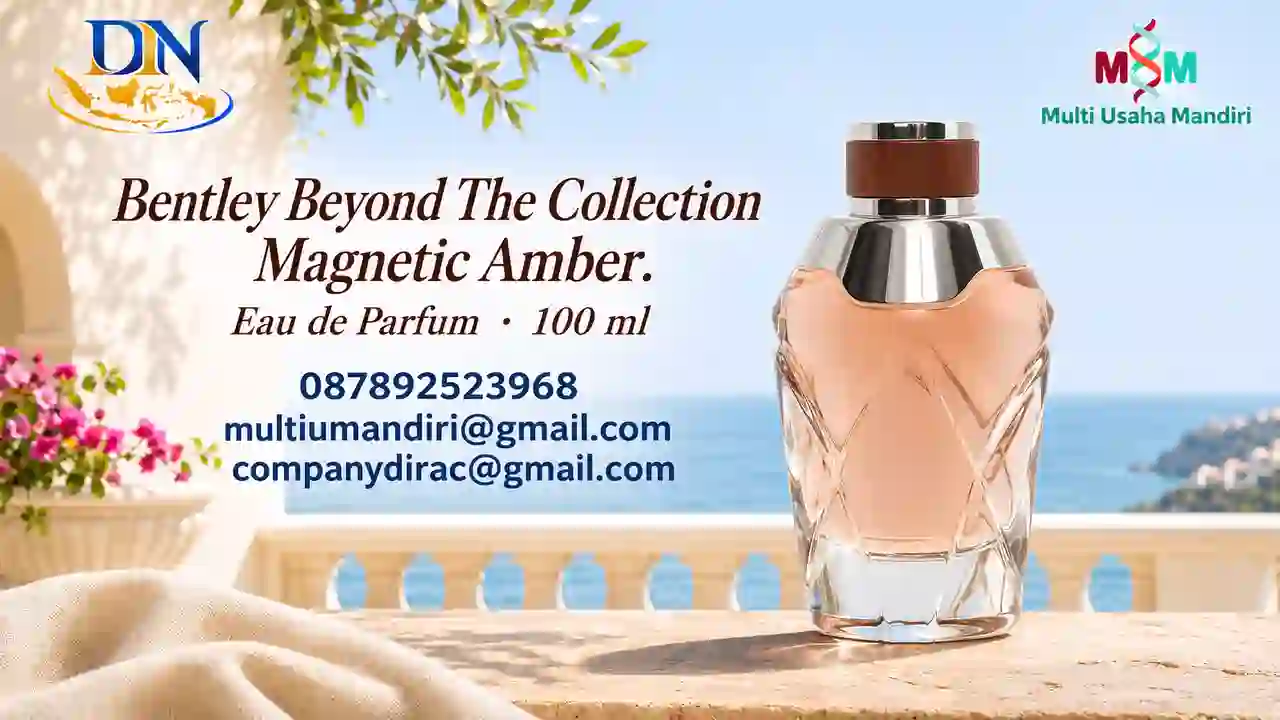 DN
MM
Multi Usaha Mandiri
Bentley Beyond The Collection
Magnetic Amber.
Eau de Parfum · 100 ml
087892523968
multiumandiri@gmail.com
companydirac@gmail.com